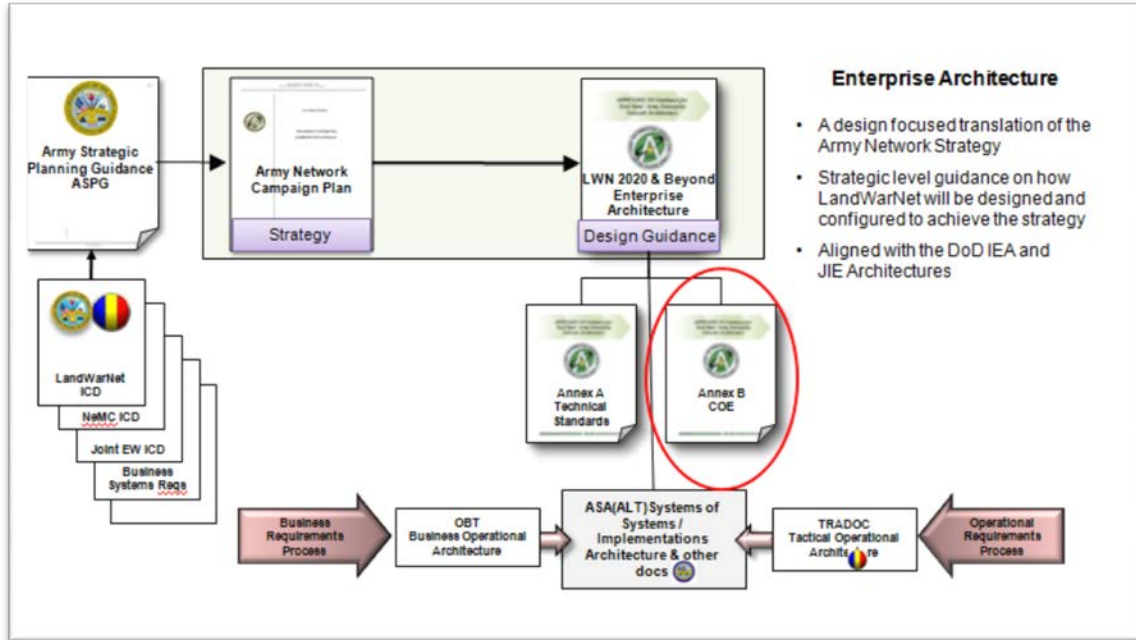 Army Strategic
Planning Guidance
ASPG
Army Network
Campaign Plan
Strategy
LWN 2020 & Beyond
Enterprise
Architecture
Design Guidance
Enterprise Architecture
• A design focused translation of the
Army Network Strategy
• Strategic level guidance on how
LandWarNet will be designed and
configured to achieve the strategy
• Aligned with the DoD IEA and
JIE Architectures
LandWarNet
ICD
NeMC ICD
Joint EW ICD
Business
Systems Reqs
Annex A
Technical
Standards
Annex B
COE
Business
Requirements
Process
OBT
Business Operational
Architecture
ASA(ALT)Systems of
Systems /
Implementations
Architecture & other
docs
TRADOC
Tactical Operational
Operational
Requirements
Process